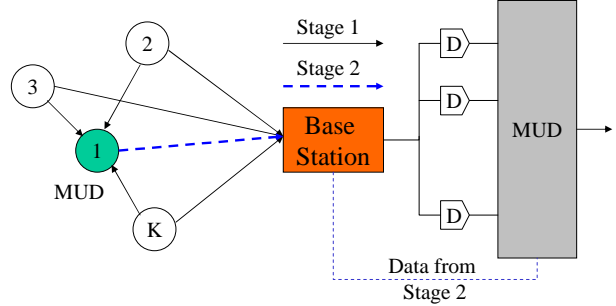 2
3
1
MUD
K
Stage 1
Stage 2
Base
Station
D
D
D
MUD
Data from
Stage 2